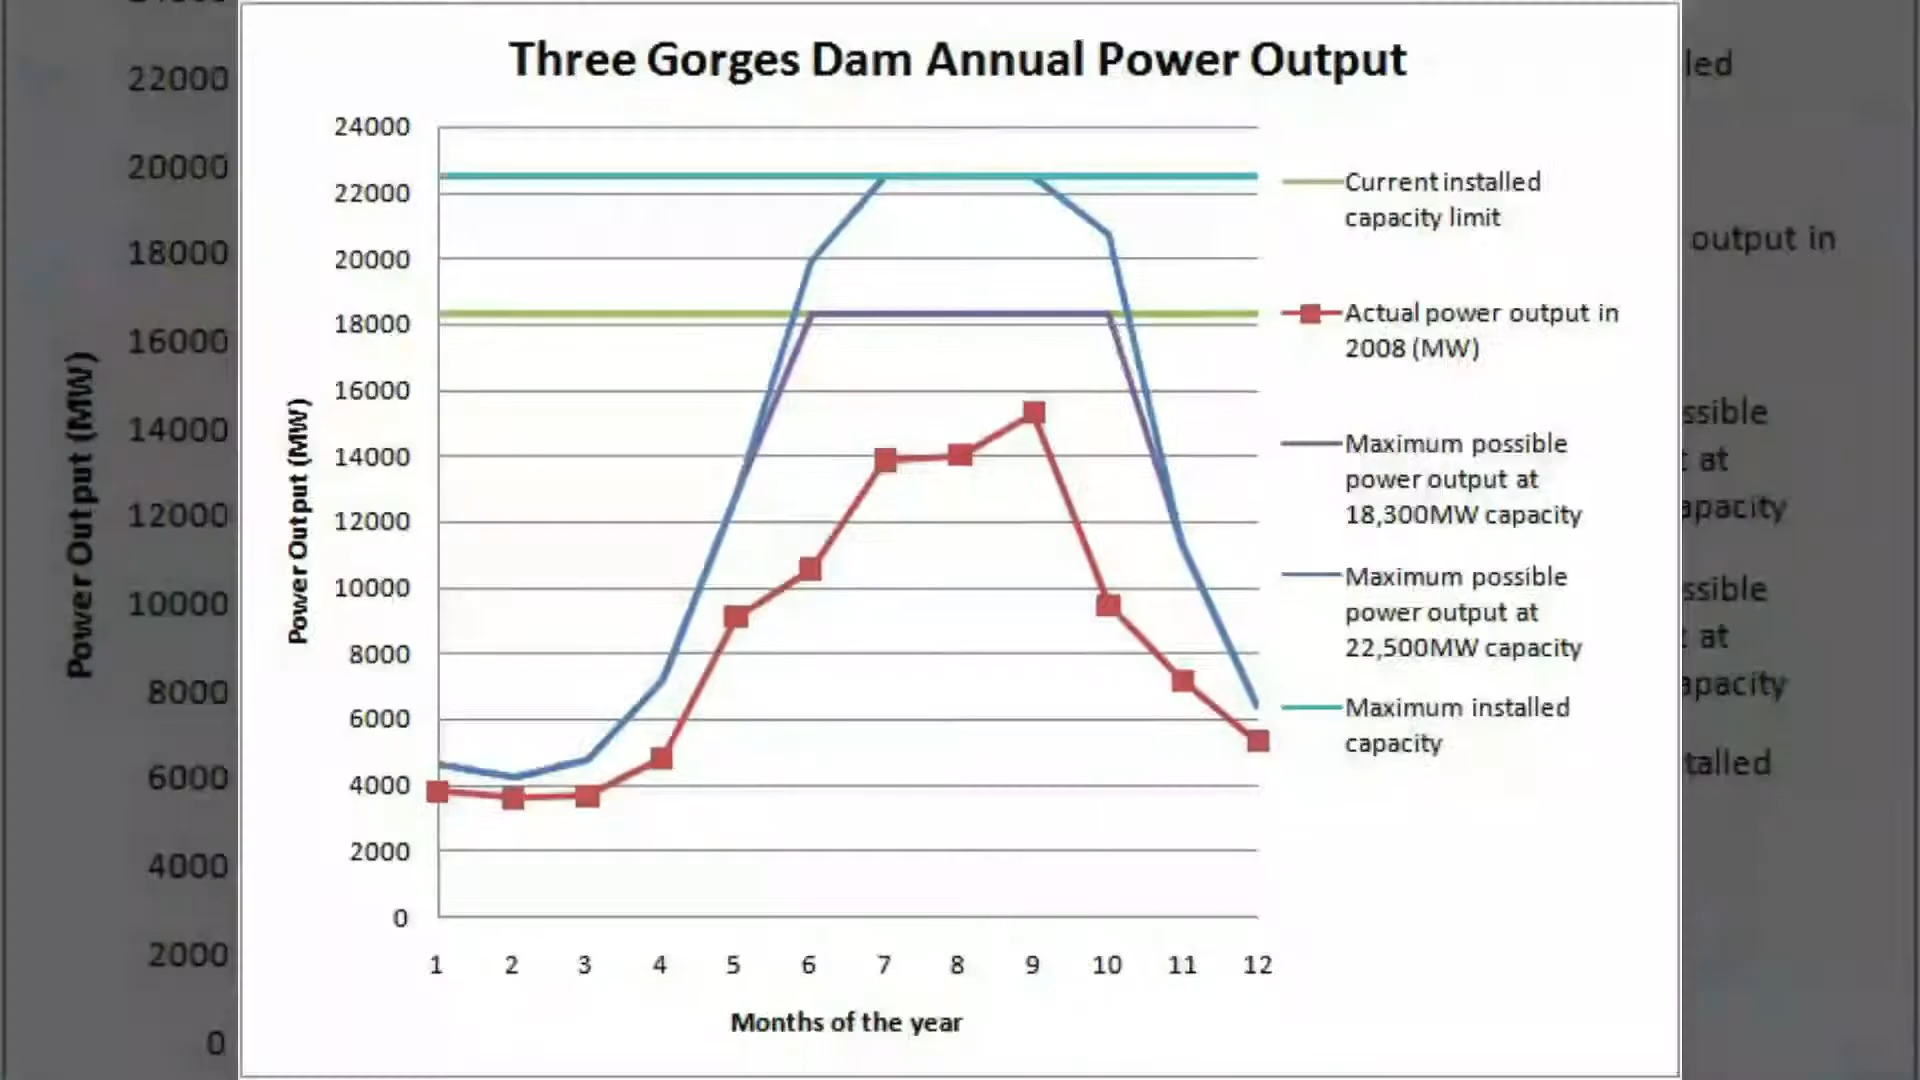 Three Gorges Dam Annual Power Output
24000
22000
20000
18000
16000
14000
12000
10000
8000
6000
4000
2000
0
Power Output (MW)
1 2 3 4 5 6 7 8 9 10 11 12
Months of the year
Current installed
capacity limit
Actual power output in
2008 (MW)
Maximum possible
power output at
18,300MW capacity
Maximum possible
power output at
22,500MW capacity
Maximum installed
capacity
22000
20000
18000
16000
14000
12000
10000
8000
6000
4000
2000
0
Power Output (MW)
led
output in
ssible
at
apacity
ssible
at
apacity
talled